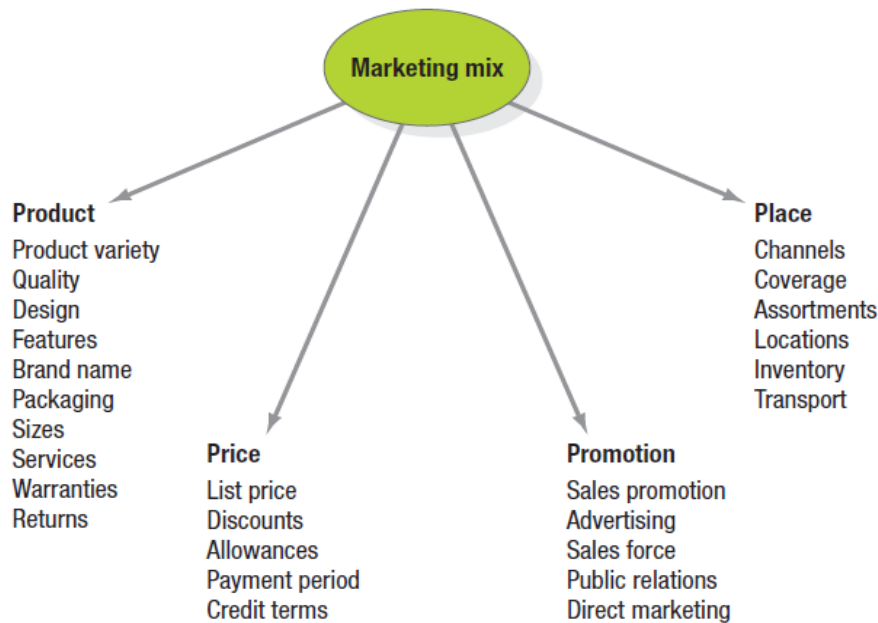 Marketing mix
Product
Product variety
Quality
Design
Features
Brand name
Packaging
Sizes
Services
Warranties
Returns
Price
List price
Discounts
Allowances
Payment period
Credit terms
Promotion
Sales promotion
Advertising
Sales force
Public relations
Direct marketing
Place
Channels
Coverage
Assortments
Locations
Inventory
Transport